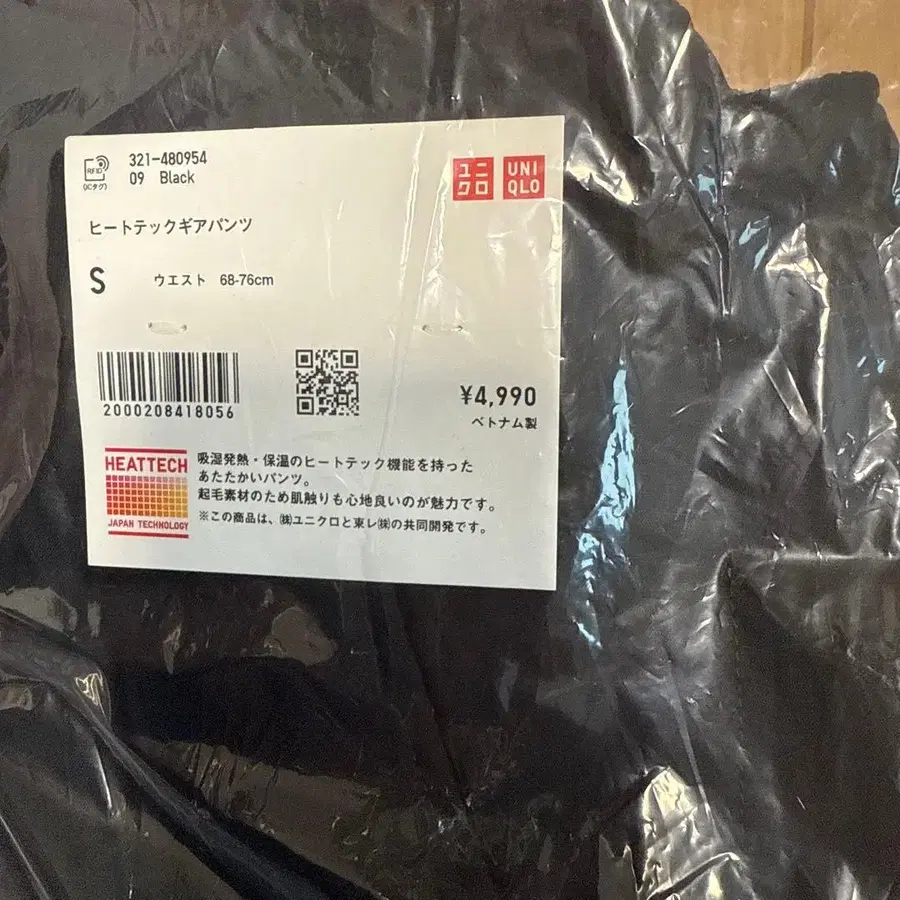 RFID
(ICタグ)
321-480954
09 Black
ユニ
クロ
UNI
QLO
ヒートテックギアパンツ
S ウエスト 68-76cm
2000208418056
¥4,990
ベトナム製
HEATTECH
JAPAN TECHNOLOGY
吸湿発熱・保温のヒートテック機能を持った
あたたかいパンツ。
起毛素材のため肌触りも心地良いのが魅力です。
※この商品は、㈱ユニクロと東レ㈱の共同開発です。